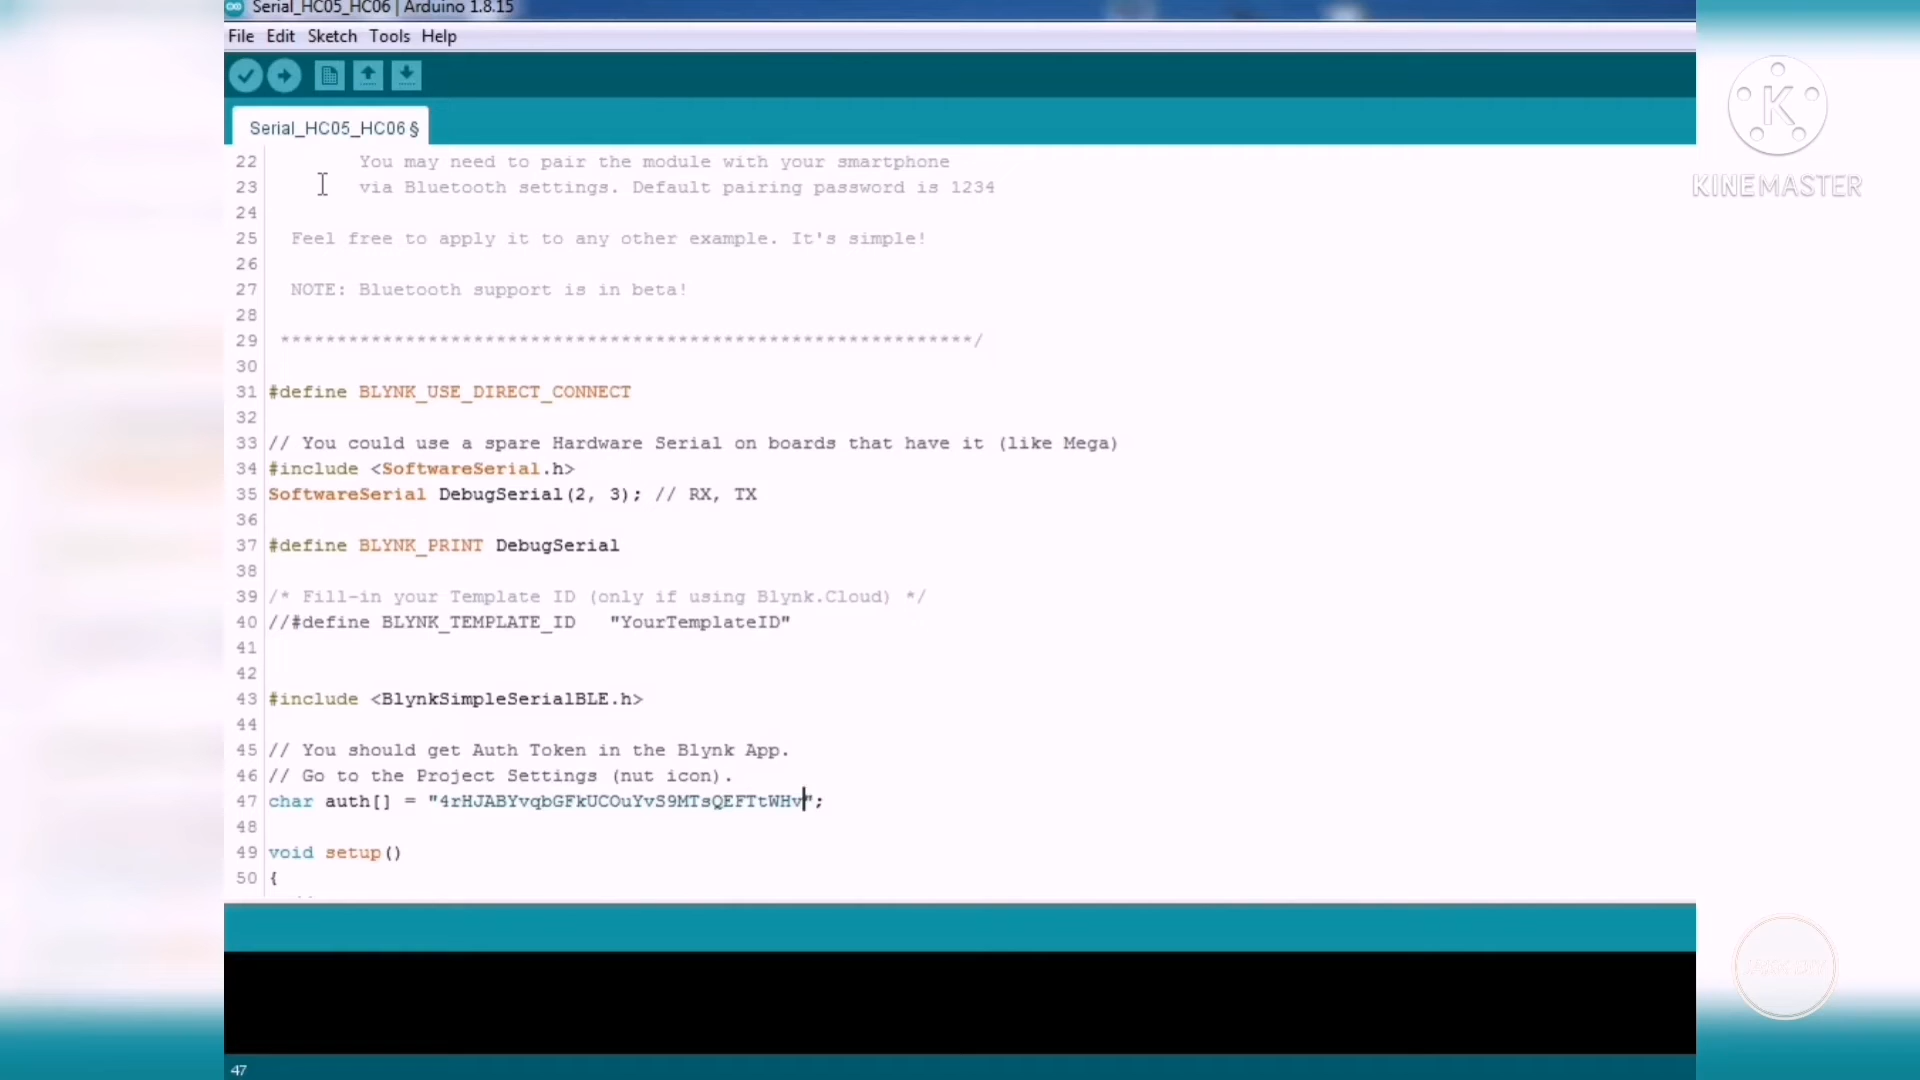 Serial_HC05_HC06 | Arduino 1.8.15
File Edit Sketch Tools Help
Serial_HC05_HC06 §
22 You may need to pair the module with your smartphone
23 via Bluetooth settings. Default pairing password is 1234
24
25 Feel free to apply it to any other example. It's simple!
26
27 NOTE: Bluetooth support is in beta!
28
29 *************************************************************/
30
31 #define BLYNK_USE_DIRECT_CONNECT
32
33 // You could use a spare Hardware Serial on boards that have it (like Mega)
34 #include <SoftwareSerial.h>
35 SoftwareSerial DebugSerial(2, 3); // RX, TX
36
37 #define BLYNK_PRINT DebugSerial
38
39 /* Fill-in your Template ID (only if using Blynk.Cloud) */
40 //#define BLYNK_TEMPLATE_ID "YourTemplateID"
41
42
43 #include <BlynkSimpleSerialBLE.h>
44
45 // You should get Auth Token in the Blynk App.
46 // Go to the Project Settings (nut icon).
47 char auth[] = "4rHJABYvqbGFkUCOuYvS9MTsQEFTtWHv";
48
49 void setup()
50 {
47
K
KINEMASTER